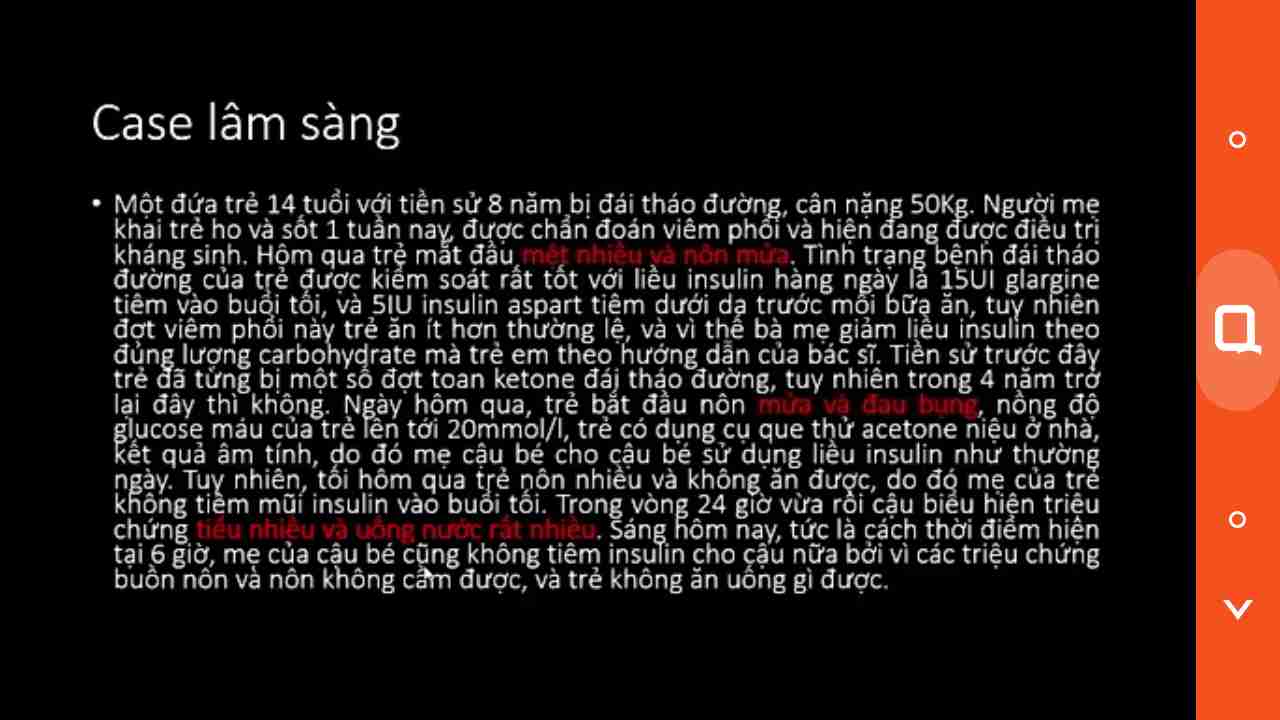 Case lâm sàng
• Một đứa trẻ 14 tuổi với tiền sử 8 năm bị đái tháo đường, cân nặng 50Kg. Người mẹ
khai trẻ ho và sốt 1 tuần nay, được chẩn đoán viêm phổi và hiện đang được điều trị
kháng sinh. Hôm qua trẻ mắt đầu mệt nhiều và nôn mửa. Tình trạng bệnh đái tháo
đường của trẻ được kiểm soát rất tốt với liều insulin hàng ngày là 15UI glargine
tiêm vào buổi tối, và 5IU insulin aspart tiêm dưới da trước mỗi bữa ăn, tuy nhiên
đợt viêm phổi này trẻ ăn ít hơn thường lệ, và vì thế bà mẹ giảm liều insulin theo
đúng lượng carbohydrate mà trẻ em theo hướng dẫn của bác sĩ. Tiền sử trước đây
trẻ đã từng bị một số đợt toan ketone đái tháo đường, tuy nhiên trong 4 năm trở
lại đây thì không. Ngày hôm qua, trẻ bắt đầu nôn mửa và đau bụng, nồng độ
glucose máu của trẻ lên tới 20mmol/l, trẻ có dụng cụ que thử acetone niệu ở nhà,
kết quả âm tính, do đó mẹ cậu bé cho cậu bé sử dụng liều insulin như thường
ngày. Tuy nhiên, tối hôm qua trẻ nôn nhiều và không ăn được, do đó mẹ của trẻ
không tiêm mũi insulin vào buổi tối. Trong vòng 24 giờ vừa rồi cậu biểu hiện triệu
chứng tiểu nhiều và uống nước rất nhiều. Sáng hôm nay, tức là cách thời điểm hiện
tại 6 giờ, mẹ của cậu bé cũng không tiêm insulin cho cậu nữa bởi vì các triệu chứng
buồn nôn và nôn không cầm được, và trẻ không ăn uống gì được.